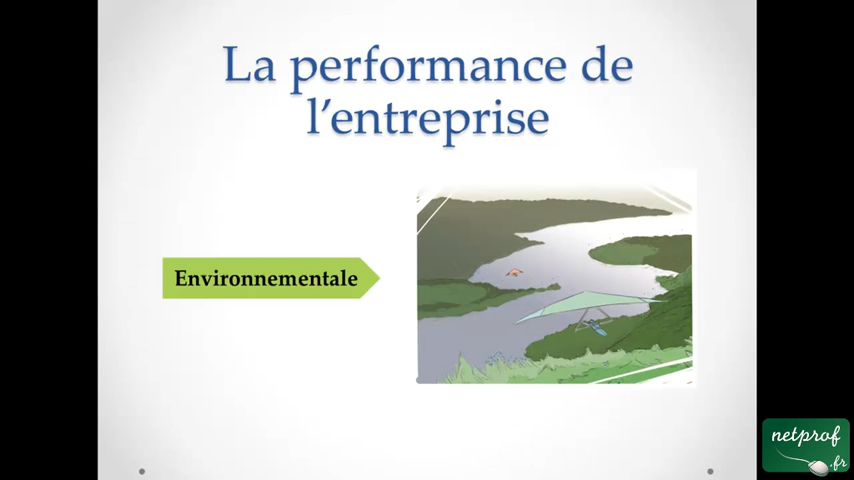 La performance de
l'entreprise
Environnementale
netprof
.fr